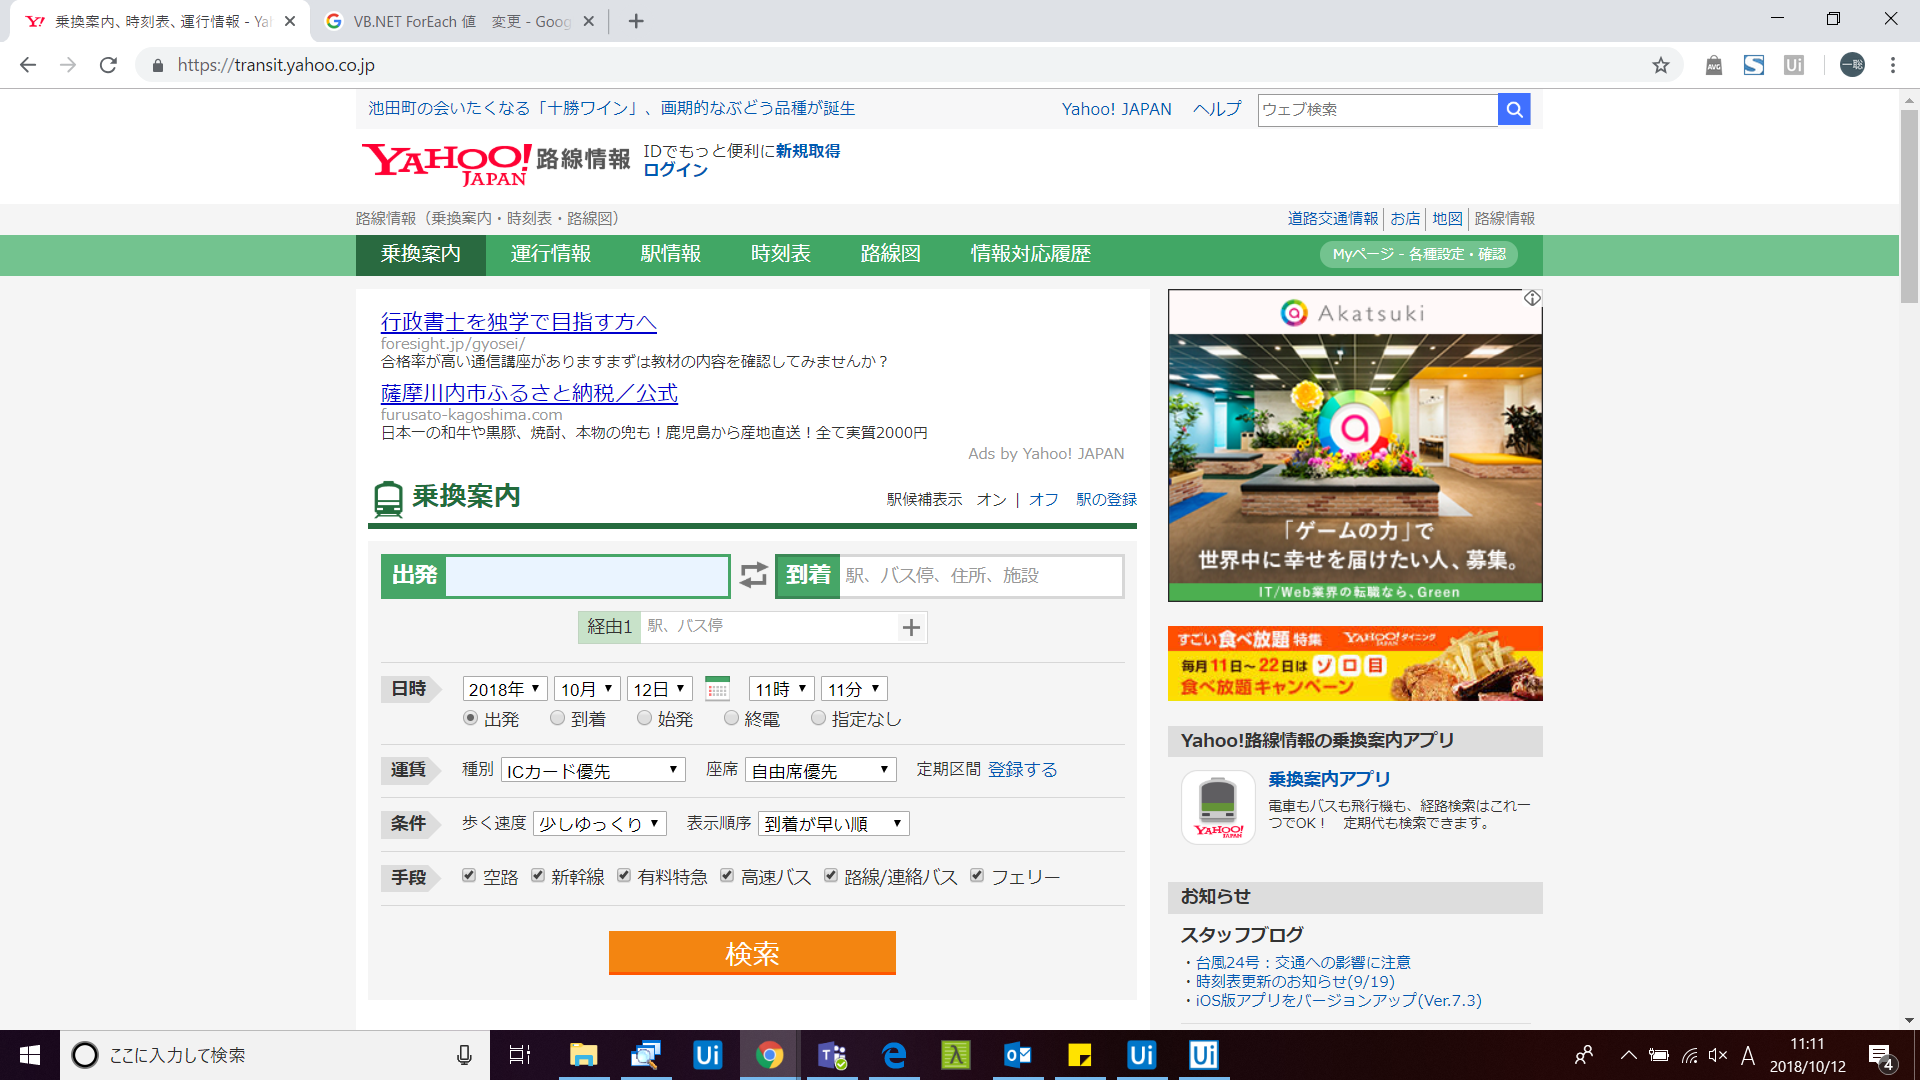 乗換案内、時刻表、運行情報 - Yah
VB.NET ForEach 値　変更 - Goog
https://transit.yahoo.co.jp
AVG
Ui
一聡
池田町の会いたくなる「十勝ワイン」、画期的なぶどう品種が誕生
Yahoo! JAPAN
ヘルプ
ウェブ検索
YAHOO! JAPAN 路線情報
IDでもっと便利に新規取得
ログイン
路線情報（乗換案内・時刻表・路線図）
道路交通情報 お店 地図 路線情報
乗換案内 運行情報 駅情報 時刻表 路線図 情報対応履歴
Myページ - 各種設定・確認
行政書士を独学で目指す方へ
foresight.jp/gyosei/
合格率が高い通信講座がありますまずは教材の内容を確認してみませんか？
薩摩川内市ふるさと納税／公式
furusato-kagoshima.com
日本一の和牛や黒豚、焼酎、本物の兜も！鹿児島から産地直送！全て実質2000円
Ads by Yahoo! JAPAN
乗換案内
駅候補表示 オン | オフ 駅の登録
出発
到着 駅、バス停、住所、施設
経由1 駅、バス停
日時 2018年 10月 12日 11時 11分
出発 到着 始発 終電 指定なし
運賃 種別 ICカード優先 座席 自由席優先 定期区間 登録する
条件 歩く速度 少しゆっくり 表示順序 到着が早い順
手段 空路 新幹線 有料特急 高速バス 路線/連絡バス フェリー
検索
Akatsuki
「ゲームの力」で
世界中に幸せを届けたい人、募集。
IT/Web業界の転職なら、Green
すごい食べ放題特集 YAHOO! JAPAN ダイニング
毎月11日～22日はゾロ目
食べ放題キャンペーン
Yahoo!路線情報の乗換案内アプリ
YAHOO! JAPAN
乗換案内アプリ
電車もバスも飛行機も、経路検索はこれ一
つでOK！　定期代も検索できます。
お知らせ
スタッフブログ
・台風24号：交通への影響に注意
・時刻表更新のお知らせ(9/19)
・iOS版アプリをバージョンアップ(Ver.7.3)
ここに入力して検索
Ui
Ui
Ui
A
11:11
2018/10/12
4